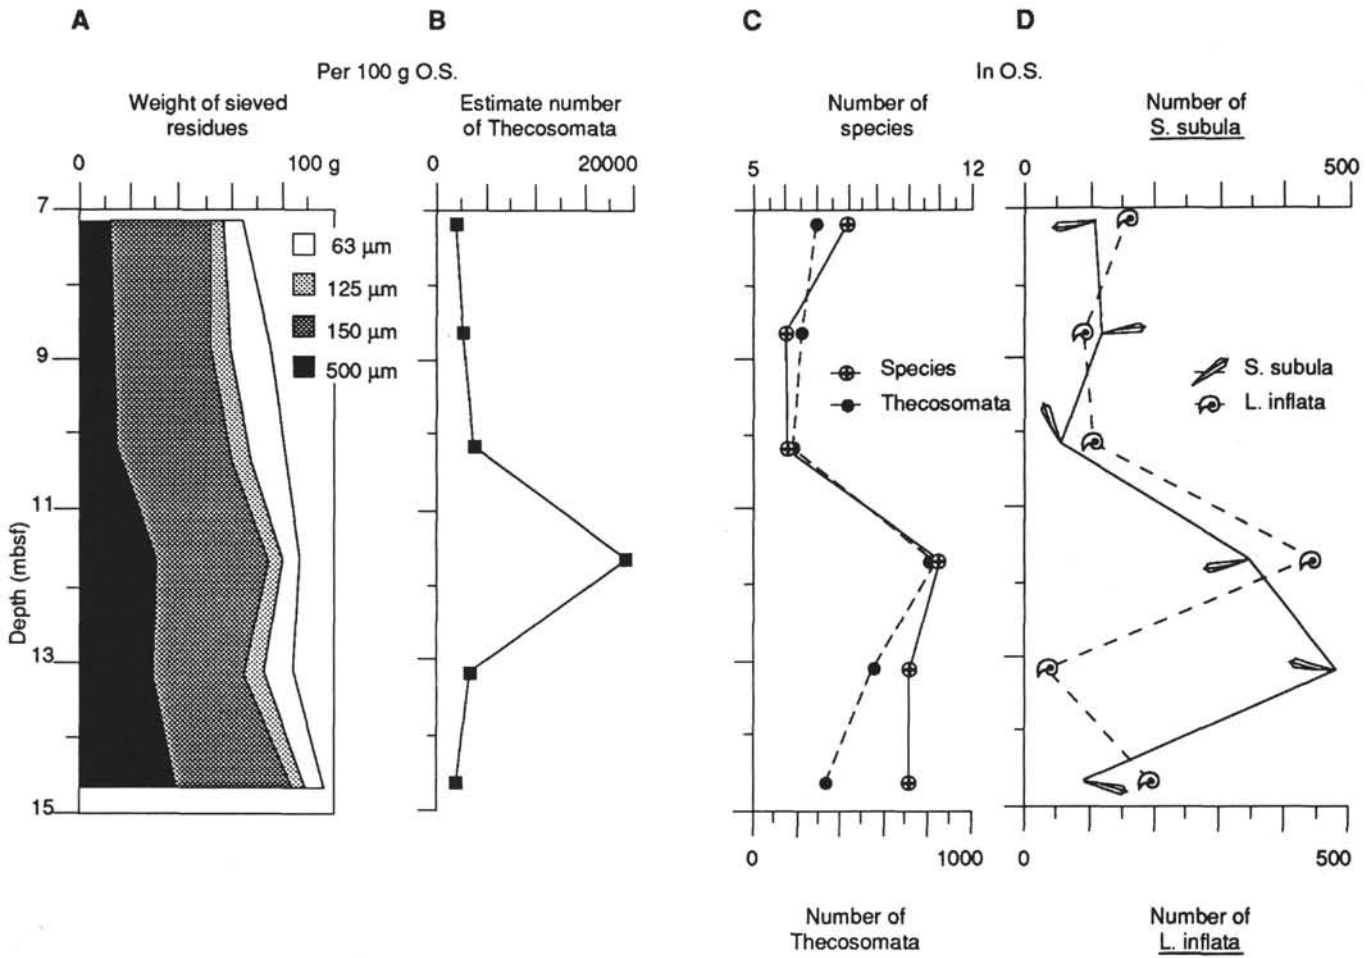 A
B
C
D
Per 100 g O.S.
In O.S.
Weight of sieved
residues
Estimate number
of Thecosomata
Number of
species
Number of
S. subula
0
100 g
0
20000
5
12
0
500
7
9
11
13
15
Depth (mbsf)
63 µm
125 µm
150 µm
500 µm
Species
Thecosomata
S. subula
L. inflata
0
1000
0
500
Number of
Thecosomata
Number of
L. inflata